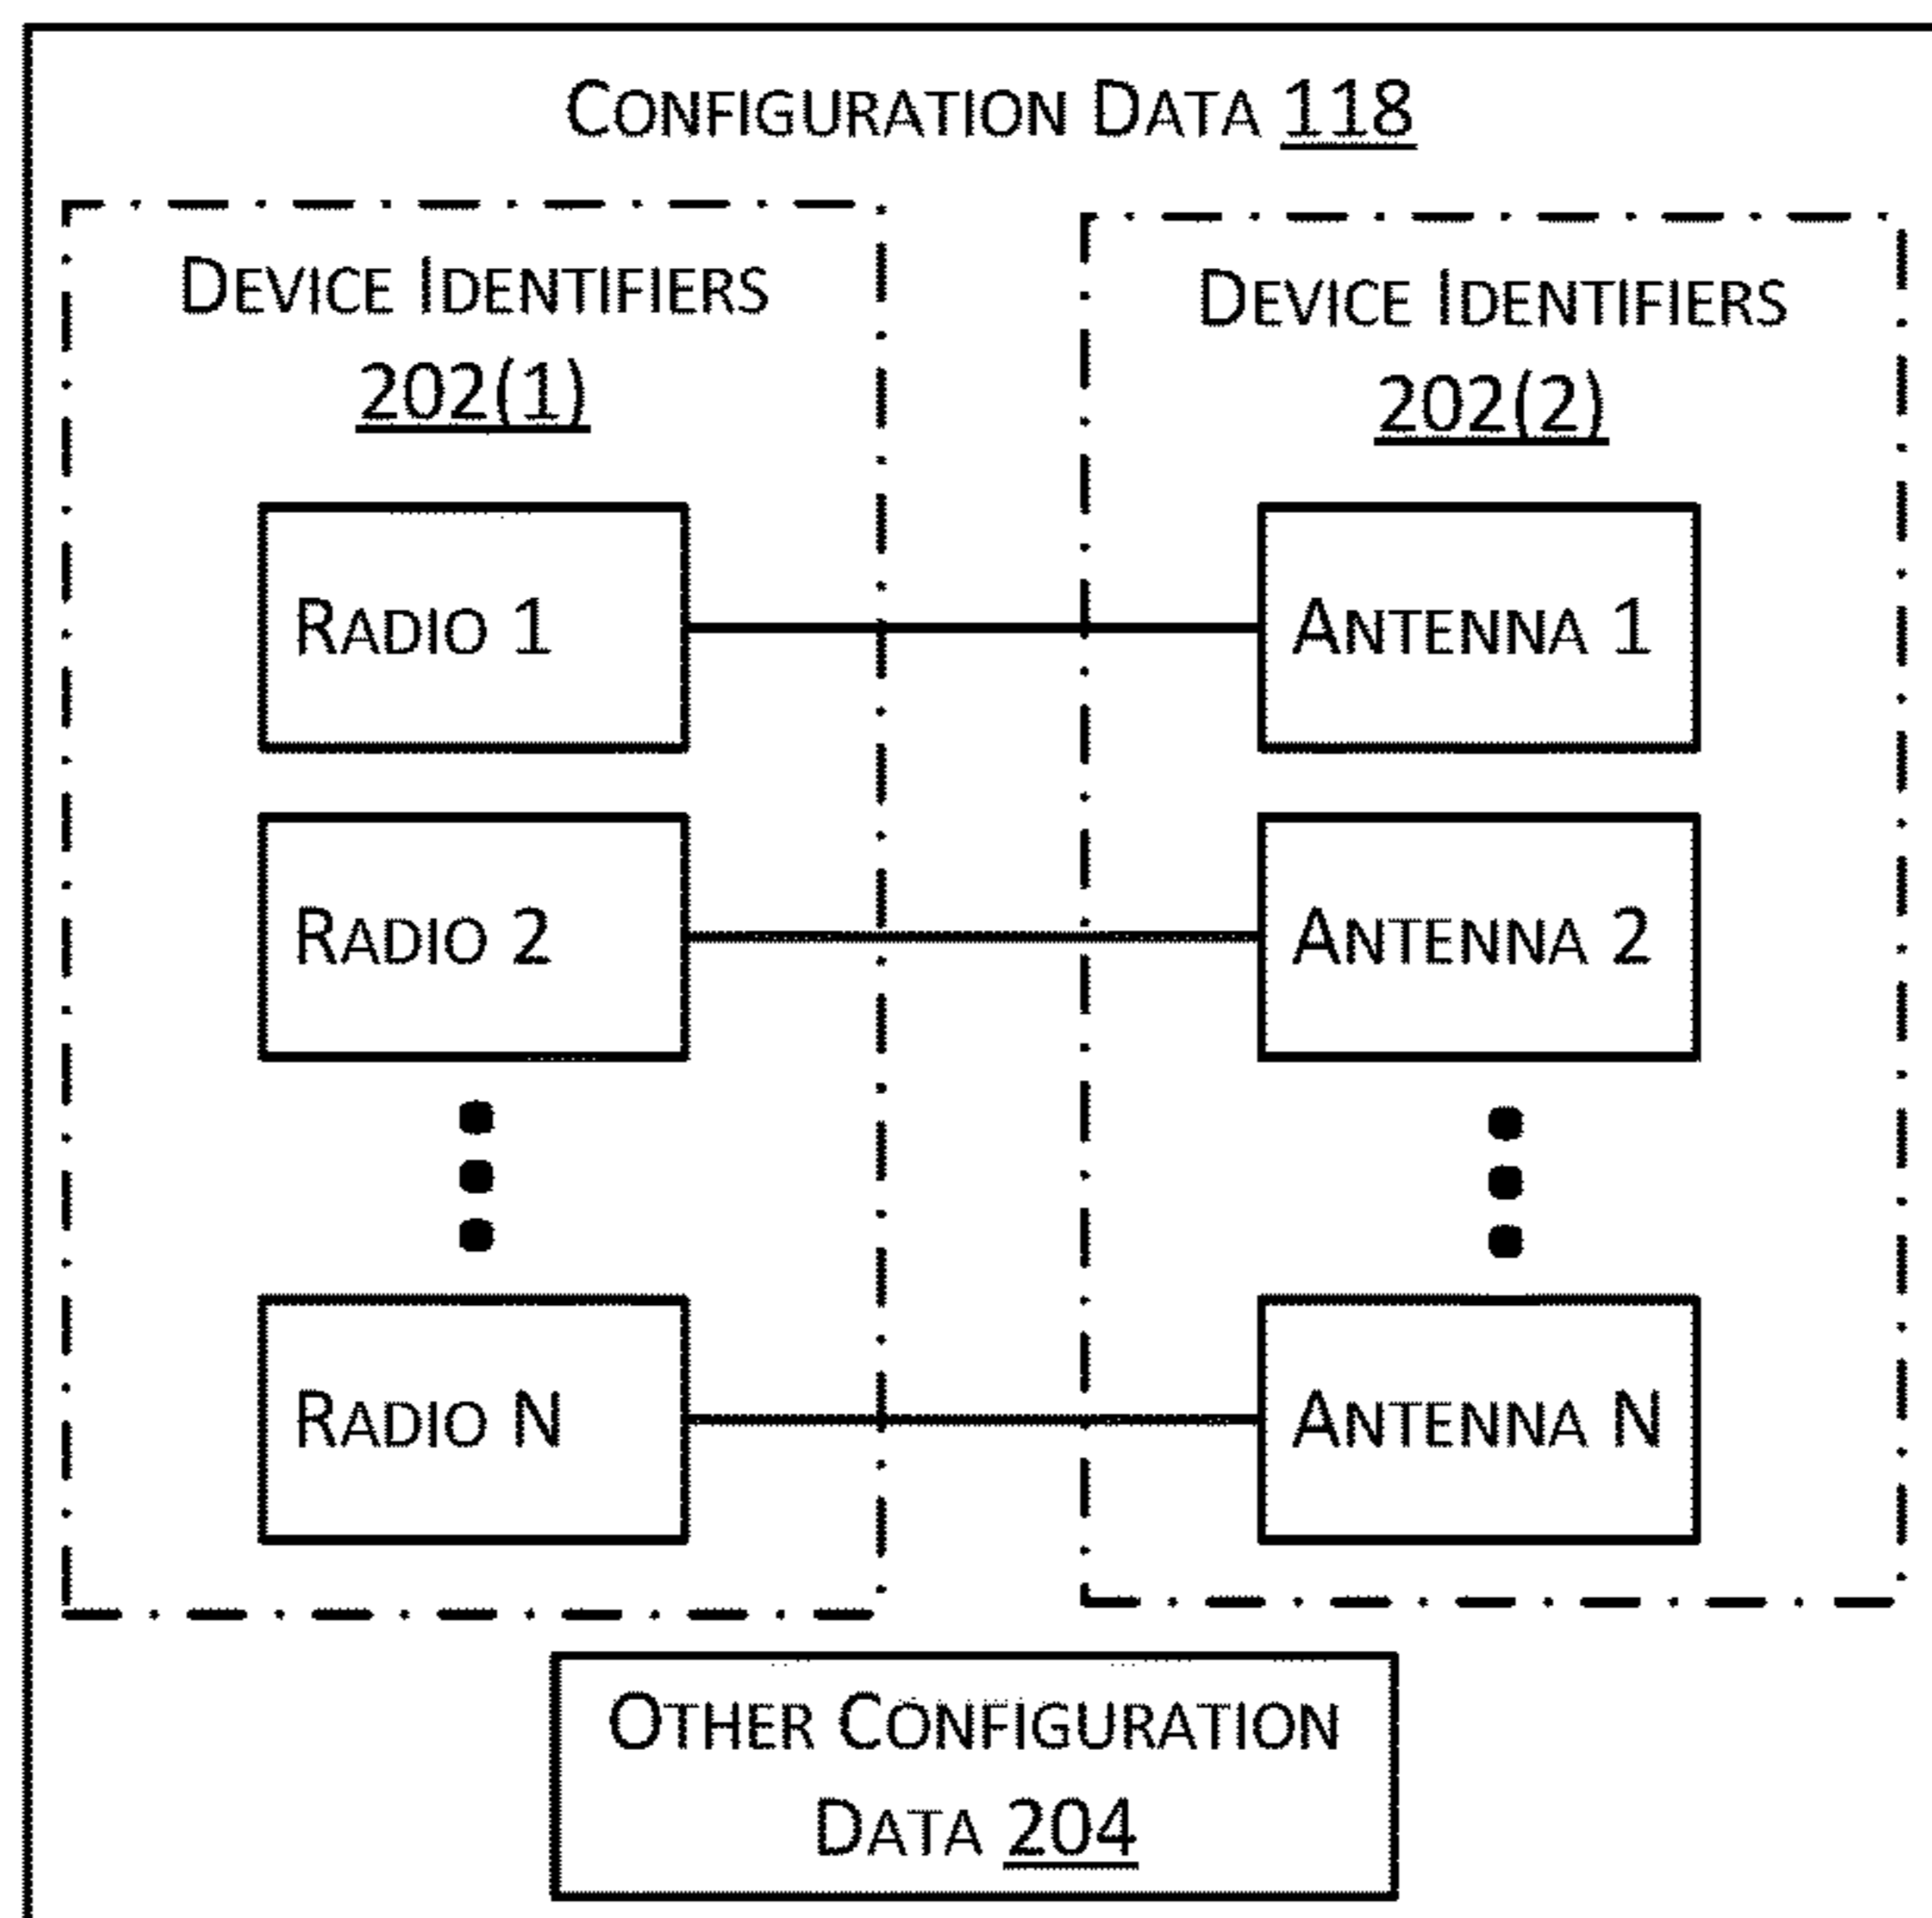 CONFIGURATION DATA 118
DEVICE IDENTIFIERS
202(1)
DEVICE IDENTIFIERS
202(2)
RADIO 1
ANTENNA 1
RADIO 2
ANTENNA 2
RADIO N
ANTENNA N
OTHER CONFIGURATION
DATA 204